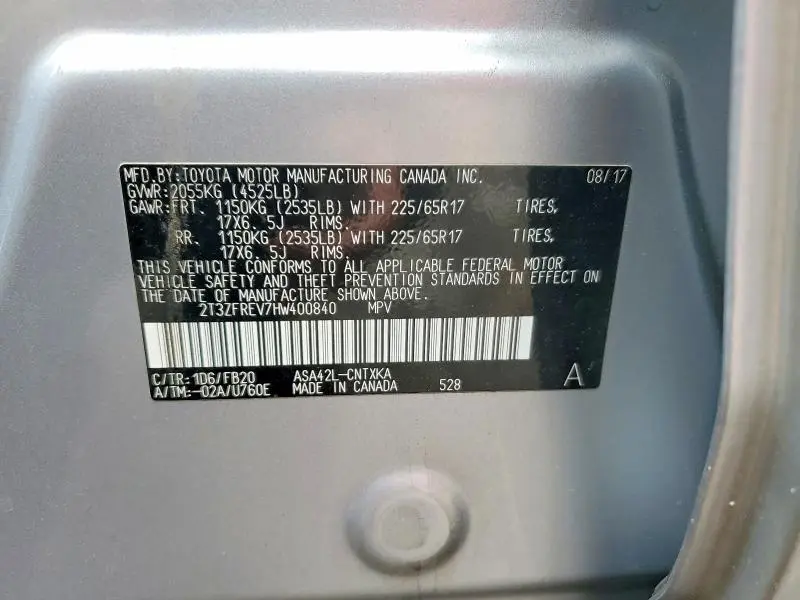 MFD.BY:TOYOTA MOTOR MANUFACTURING CANADA INC. 08/17
GVWR:2055KG (4525LB)
GAWR:FRT. 1150KG (2535LB) WITH 225/65R17 TIRES,
17X6. 5J RIMS.
RR. 1150KG (2535LB) WITH 225/65R17 TIRES,
17X6. 5J RIMS.
THIS VEHICLE CONFORMS TO ALL APPLICABLE FEDERAL MOTOR
VEHICLE SAFETY AND THEFT PREVENTION STANDARDS IN EFFECT ON
THE DATE OF MANUFACTURE SHOWN ABOVE.
2T3ZFREV7HW400840 MPV
C/TR:1D6/FB20 ASA42L-CNTXKA
A/TM:-02A/U760E MADE IN CANADA 528 A